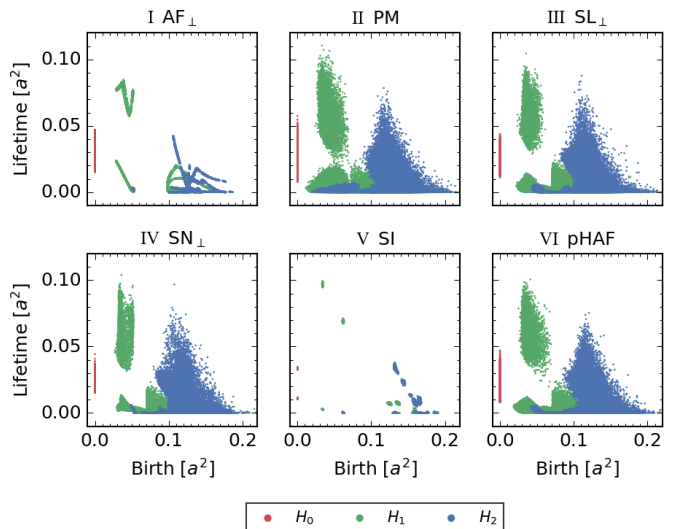 I AF⊥ II PM III SL⊥
Lifetime [a²]
0.10
0.05
0.00
IV SN⊥ V SI VI pHAF
Lifetime [a²]
0.10
0.05
0.00
0.0 0.1 0.2 0.0 0.1 0.2 0.0 0.1 0.2
Birth [a²] Birth [a²] Birth [a²]
H₀ H₁ H₂